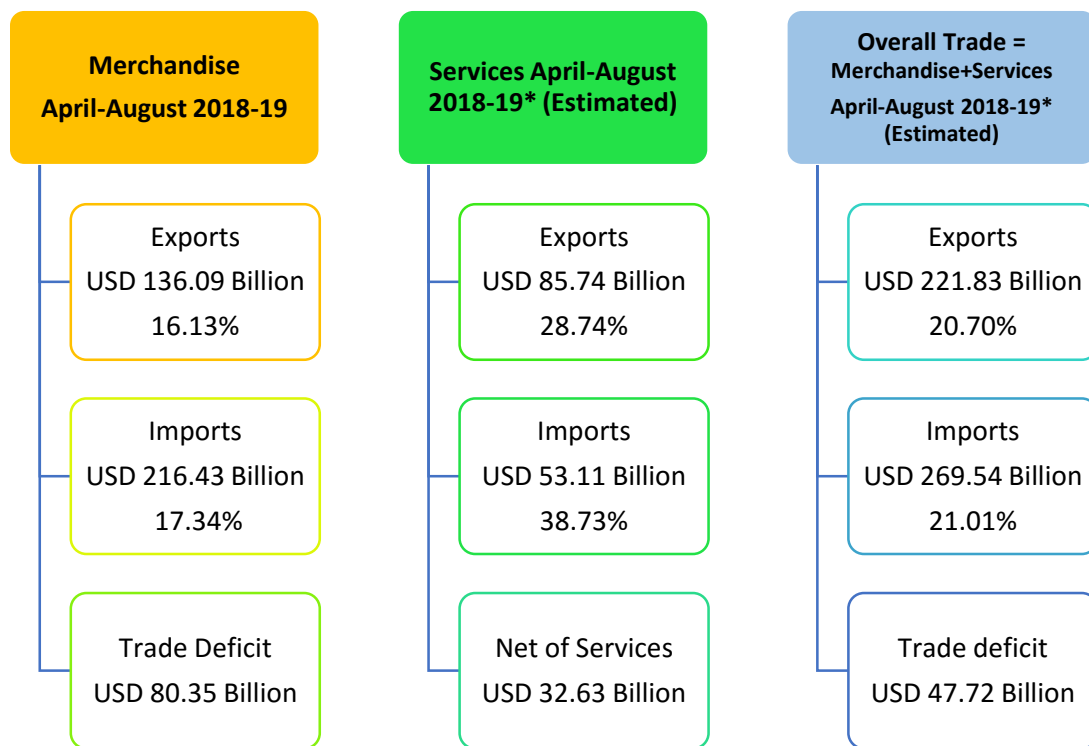 Merchandise
April-August 2018-19
Exports
USD 136.09 Billion
16.13%
Imports
USD 216.43 Billion
17.34%
Trade Deficit
USD 80.35 Billion
Services April-August
2018-19* (Estimated)
Exports
USD 85.74 Billion
28.74%
Imports
USD 53.11 Billion
38.73%
Net of Services
USD 32.63 Billion
Overall Trade =
Merchandise+Services
April-August 2018-19*
(Estimated)
Exports
USD 221.83 Billion
20.70%
Imports
USD 269.54 Billion
21.01%
Trade deficit
USD 47.72 Billion